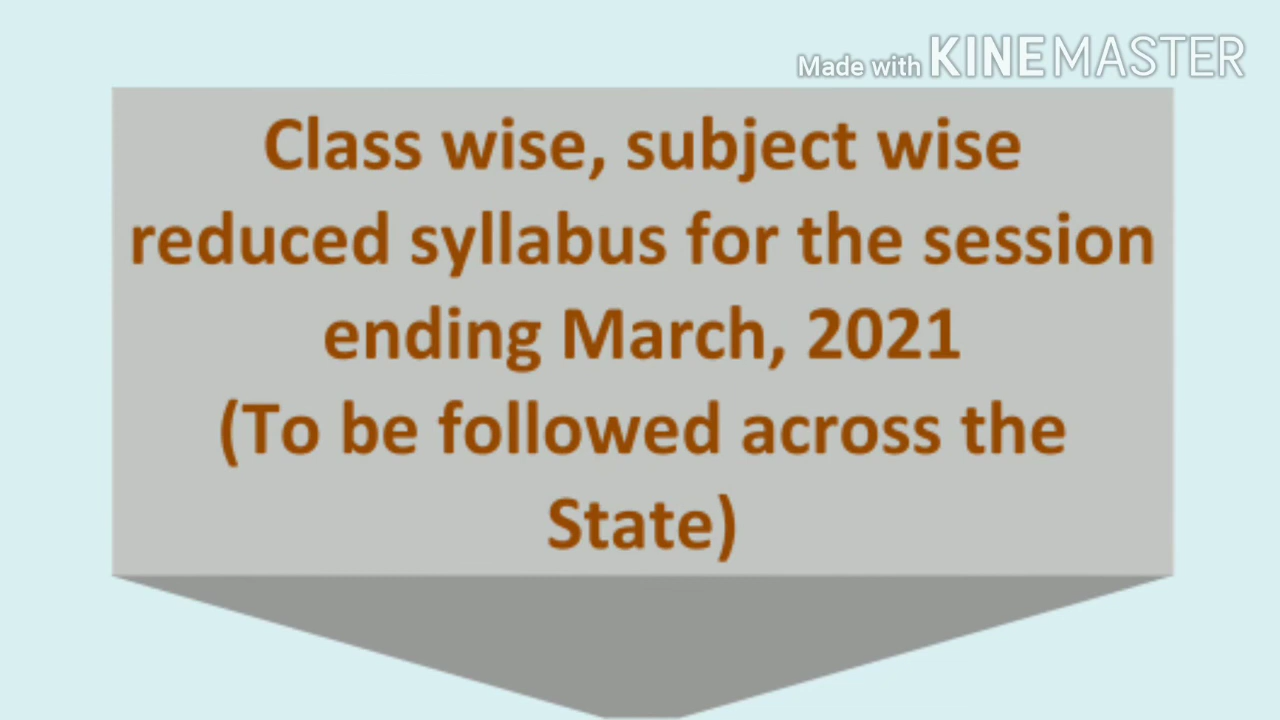 Made with KINEMASTER
Class wise, subject wise
reduced syllabus for the session
ending March, 2021
(To be followed across the
State)